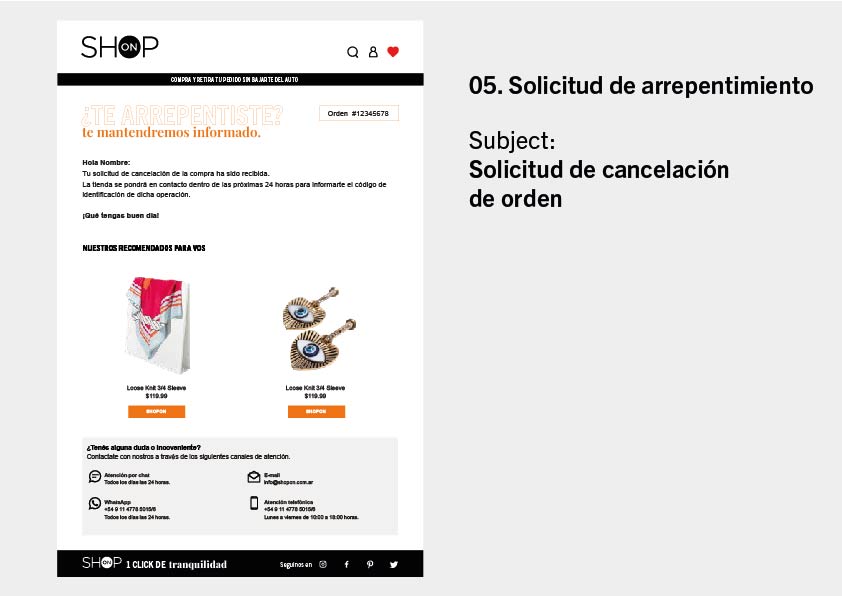 SHOP
ON
COMPRA Y RETIRA TU PEDIDO SIN BAJARTE DEL AUTO
¿TE ARREPENTISTE?
te mantendremos informado.
Orden #12345678
Hola Nombre:
Tu solicitud de cancelación de la compra ha sido recibida.
La tienda se pondrá en contacto dentro de las próximas 24 horas para informarte el código de
identificación de dicha operación.
¡Qué tengas buen día!
NUESTROS RECOMENDADOS PARA VOS
Loose Knit 3/4 Sleeve
$119.99
SHOPON
Loose Knit 3/4 Sleeve
$119.99
SHOPON
¿Tenés alguna duda o incoveniente?
Contactate con nostros a través de los siguientes canales de atención.
Atención por chat
Todos los días las 24 horas.
E-mail
info@shopon.com.ar
WhatsApp
+54 9 11 4778 5015/6
Todos los días las 24 horas.
Atención telefónica
+54 9 11 4778 5015/6
Lunes a viernes de 10:00 a 18:00 horas.
SHOP
ON
1 CLICK DE tranquilidad
Seguinos en
05. Solicitud de arrepentimiento
Subject:
Solicitud de cancelación
de orden